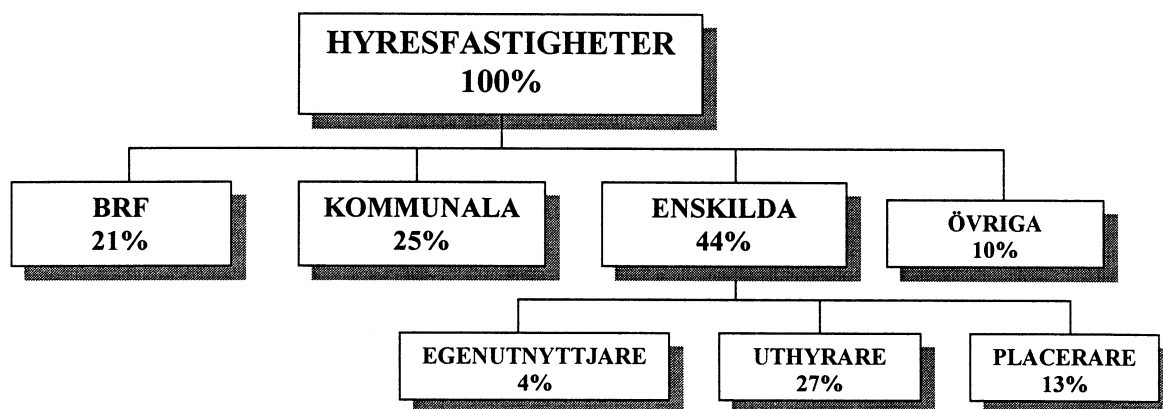 HYRESFASTIGHETER
100%
BRF
21%
KOMMUNALA
25%
ENSKILDA
44%
ÖVRIGA
10%
EGENUTNYTTJARE
4%
UTHYRARE
27%
PLACERARE
13%